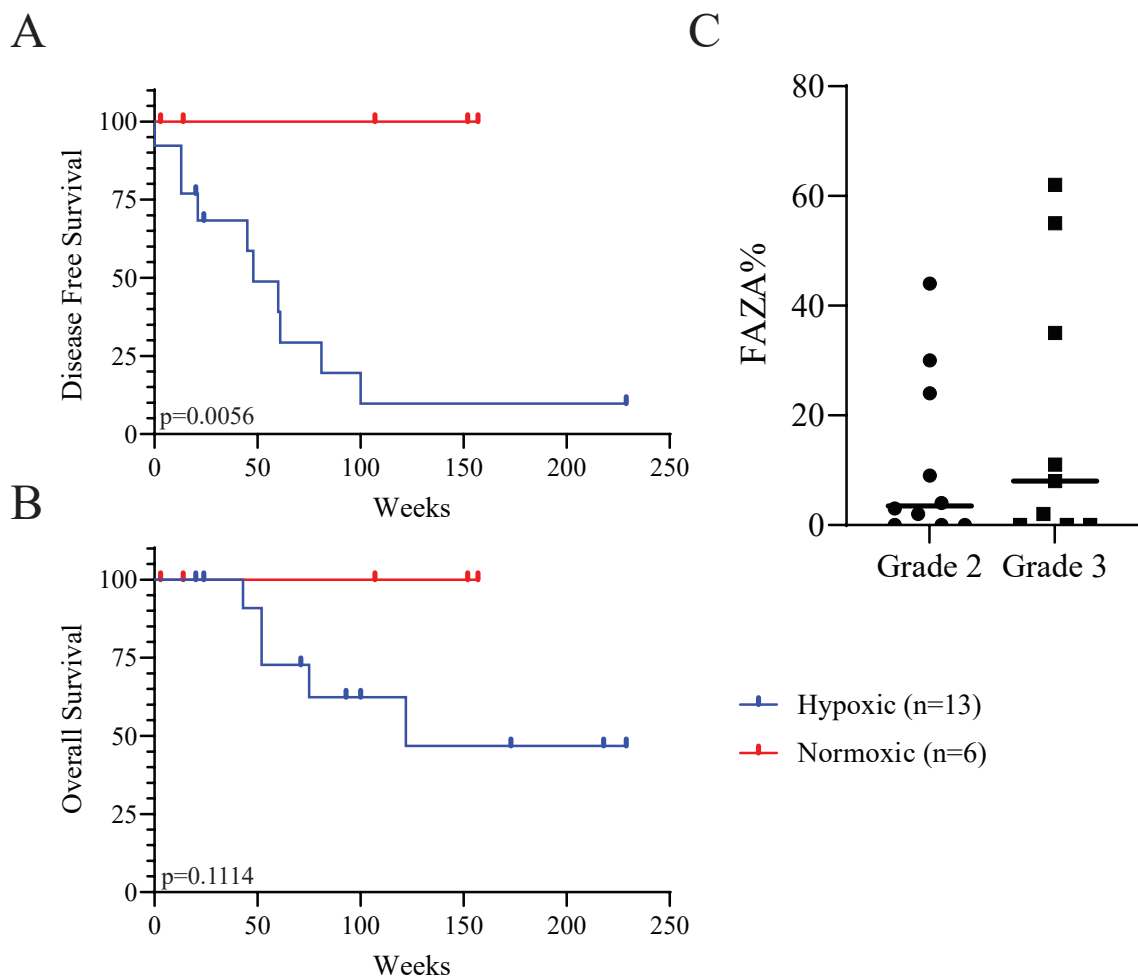 A
100
75
50
25
0
Disease Free Survival
p=0.0056
0 50 100 150 200 250
Weeks
B
100
75
50
25
0
Overall Survival
p=0.1114
0 50 100 150 200 250
Weeks
C
80
60
40
20
0
FAZA%
Grade 2 Grade 3
Hypoxic (n=13)
Normoxic (n=6)